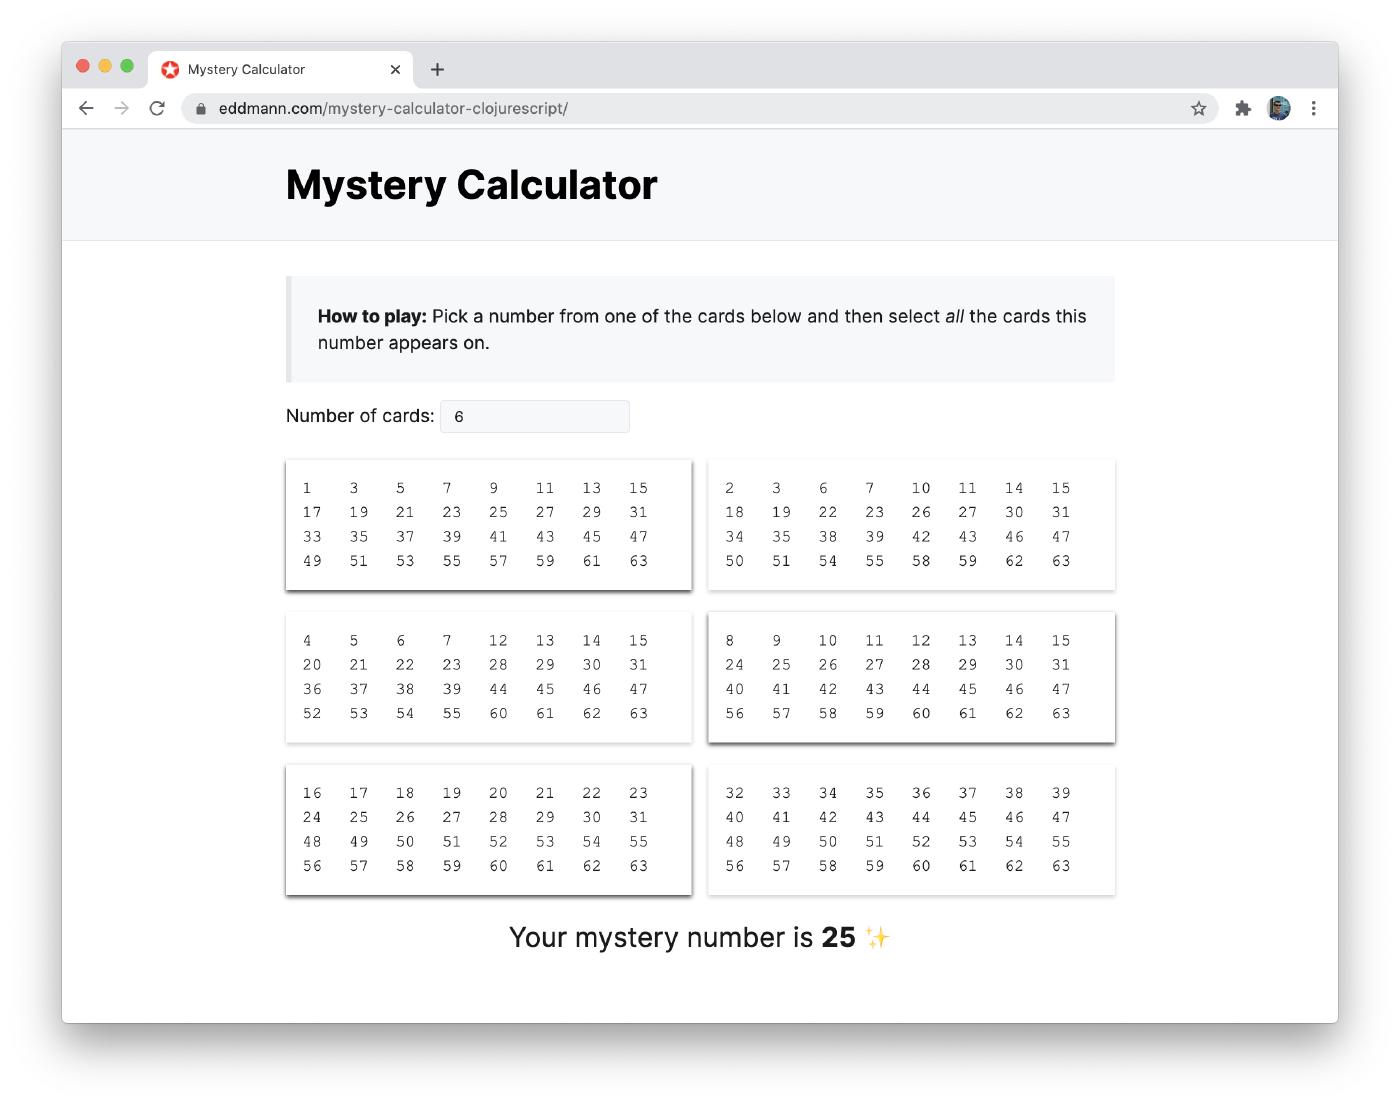 Mystery Calculator
eddmann.com/mystery-calculator-clojurescript/
Mystery Calculator
How to play: Pick a number from one of the cards below and then select all the cards this
number appears on.
Number of cards: 6
1 3 5 7 9 11 13 15
17 19 21 23 25 27 29 31
33 35 37 39 41 43 45 47
49 51 53 55 57 59 61 63
2 3 6 7 10 11 14 15
18 19 22 23 26 27 30 31
34 35 38 39 42 43 46 47
50 51 54 55 58 59 62 63
4 5 6 7 12 13 14 15
20 21 22 23 28 29 30 31
36 37 38 39 44 45 46 47
52 53 54 55 60 61 62 63
8 9 10 11 12 13 14 15
24 25 26 27 28 29 30 31
40 41 42 43 44 45 46 47
56 57 58 59 60 61 62 63
16 17 18 19 20 21 22 23
24 25 26 27 28 29 30 31
48 49 50 51 52 53 54 55
56 57 58 59 60 61 62 63
32 33 34 35 36 37 38 39
40 41 42 43 44 45 46 47
48 49 50 51 52 53 54 55
56 57 58 59 60 61 62 63
Your mystery number is 25 ✨